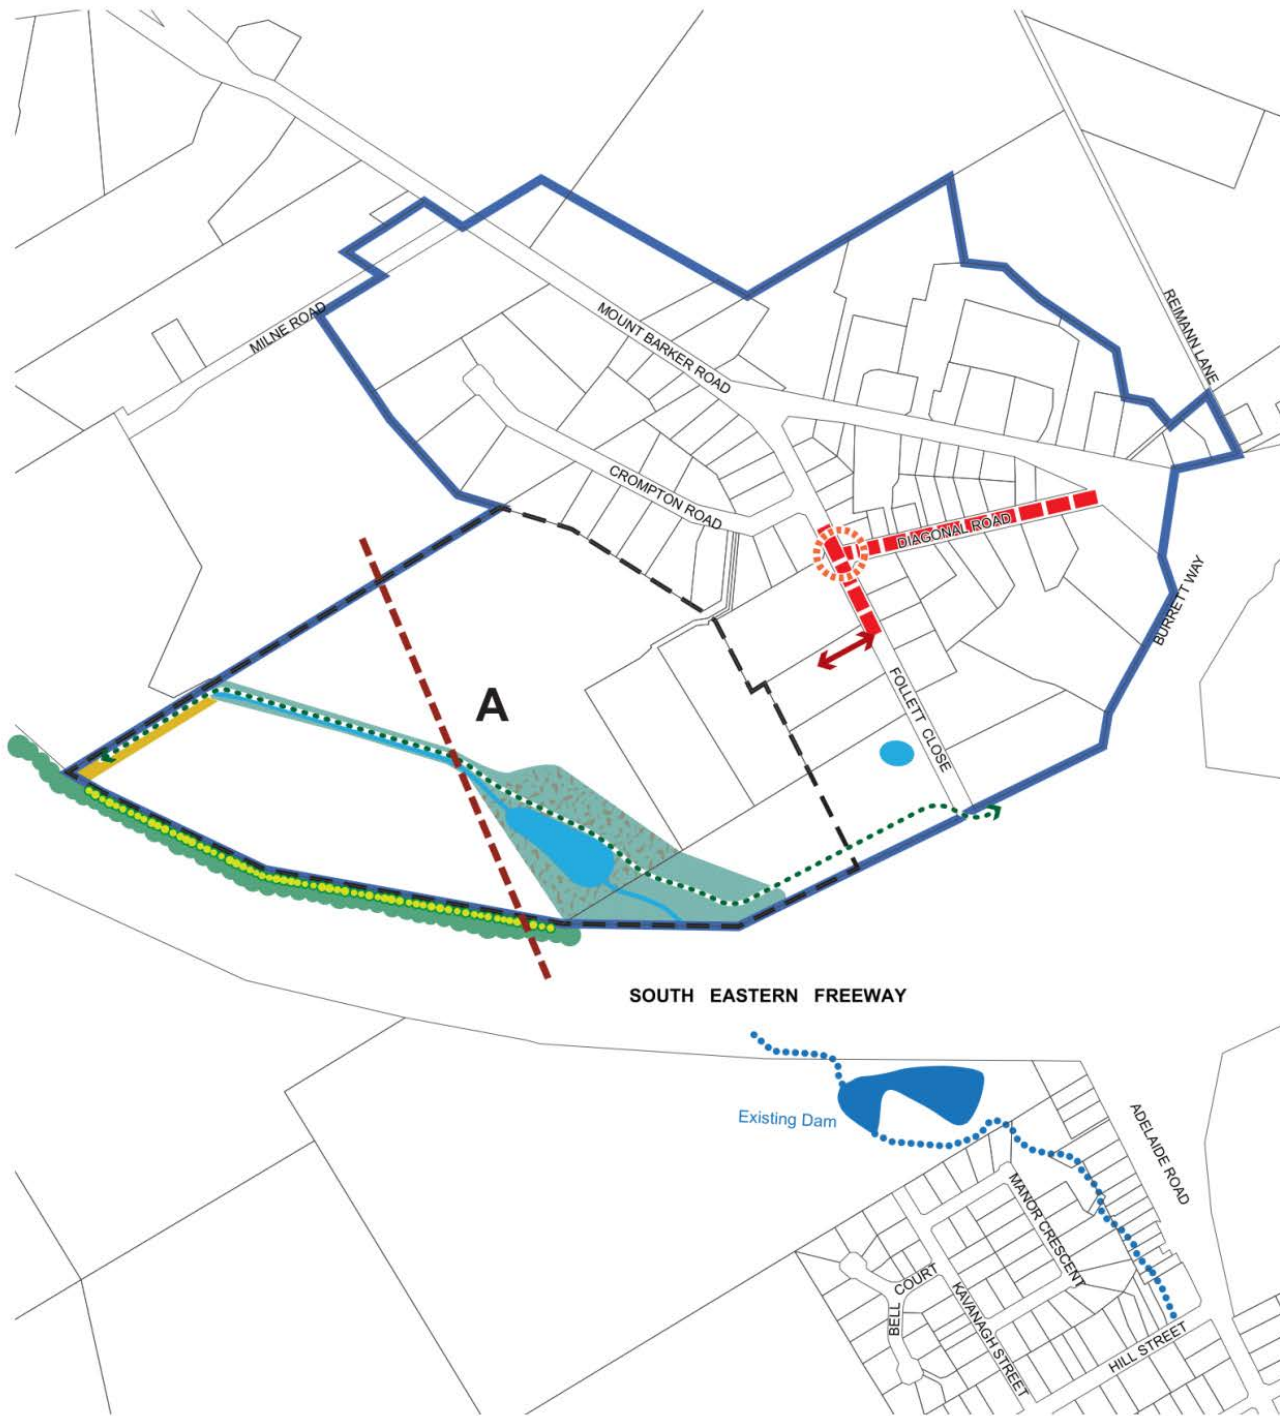 REIMANN LANE
MILNE ROAD
MOUNT BARKER ROAD
CROMPTON ROAD
DIAGONAL ROAD
BURRETT WAY
FOLLETT CLOSE
A
SOUTH EASTERN FREEWAY
Existing Dam
ADELAIDE ROAD
MANOR CRESCENT
BELL COURT
KAVANAGH STREET
HILL STREET